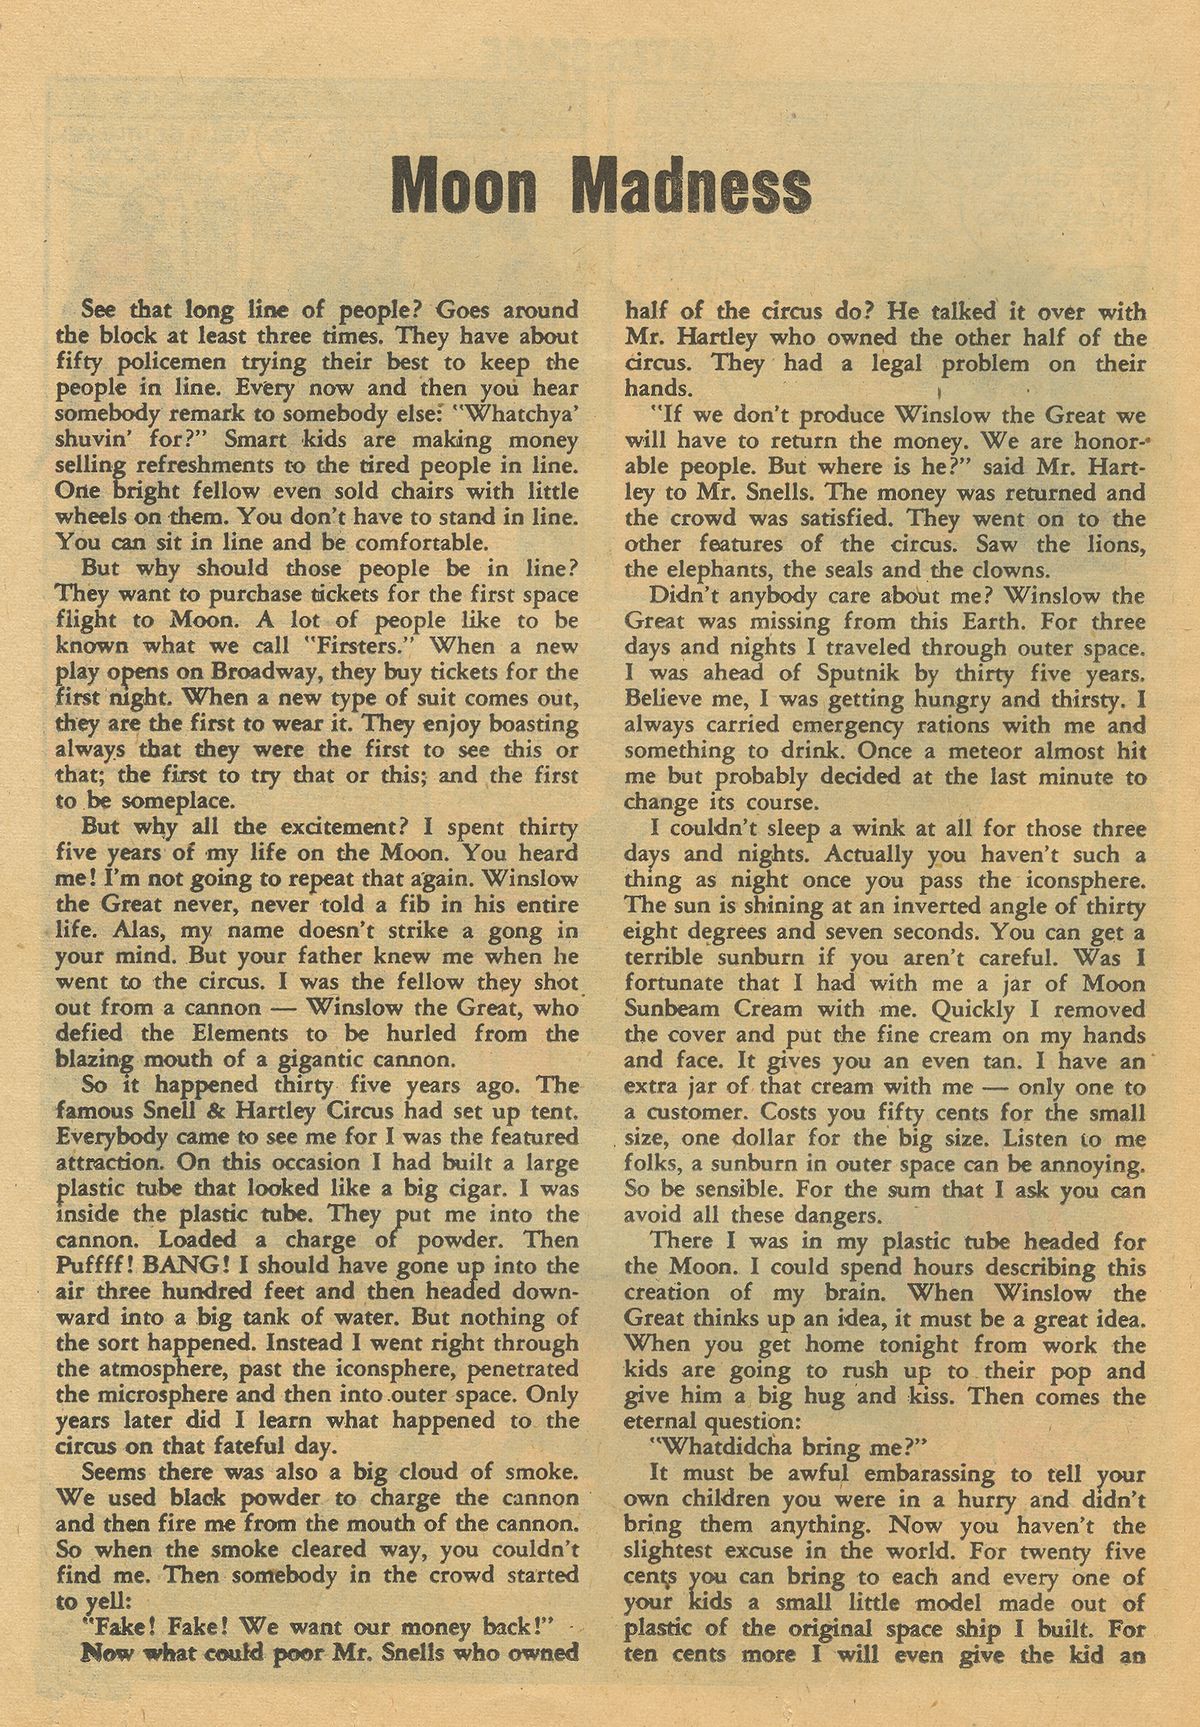 Moon Madness
See that long line of people? Goes around
the block at least three times. They have about
fifty policemen trying their best to keep the
people in line. Every now and then you hear
somebody remark to somebody else: "Whatchya'
shuvin' for?" Smart kids are making money
selling refreshments to the tired people in line.
One bright fellow even sold chairs with little
wheels on them. You don't have to stand in line.
You can sit in line and be comfortable.
But why should those people be in line?
They want to purchase tickets for the first space
flight to Moon. A lot of people like to be
known what we call "Firsters." When a new
play opens on Broadway, they buy tickets for the
first night. When a new type of suit comes out,
they are the first to wear it. They enjoy boasting
always that they were the first to see this or
that; the first to try that or this; and the first
to be someplace.
But why all the excitement? I spent thirty
five years of my life on the Moon. You heard
me! I'm not going to repeat that again. Winslow
the Great never, never told a fib in his entire
life. Alas, my name doesn't strike a gong in
your mind. But your father knew me when he
went to the circus. I was the fellow they shot
out from a cannon — Winslow the Great, who
defied the Elements to be hurled from the
blazing mouth of a gigantic cannon.
So it happened thirty five years ago. The
famous Snell & Hartley Circus had set up tent.
Everybody came to see me for I was the featured
attraction. On this occasion I had built a large
plastic tube that looked like a big cigar. I was
inside the plastic tube. They put me into the
cannon. Loaded a charge of powder. Then
Puffff! BANG! I should have gone up into the
air three hundred feet and then headed down-
ward into a big tank of water. But nothing of
the sort happened. Instead I went right through
the atmosphere, past the iconsphere, penetrated
the microsphere and then into outer space. Only
years later did I learn what happened to the
circus on that fateful day.
Seems there was also a big cloud of smoke.
We used black powder to charge the cannon
and then fire me from the mouth of the cannon.
So when the smoke cleared way, you couldn't
find me. Then somebody in the crowd started
to yell:
"Fake! Fake! We want our money back!"
Now what could poor Mr. Snells who owned
half of the circus do? He talked it over with
Mr. Hartley who owned the other half of the
circus. They had a legal problem on their
hands.
"If we don't produce Winslow the Great we
will have to return the money. We are honor-
able people. But where is he?" said Mr. Hart-
ley to Mr. Snells. The money was returned and
the crowd was satisfied. They went on to the
other features of the circus. Saw the lions,
the elephants, the seals and the clowns.
Didn't anybody care about me? Winslow the
Great was missing from this Earth. For three
days and nights I traveled through outer space.
I was ahead of Sputnik by thirty five years.
Believe me, I was getting hungry and thirsty. I
always carried emergency rations with me and
something to drink. Once a meteor almost hit
me but probably decided at the last minute to
change its course.
I couldn't sleep a wink at all for those three
days and nights. Actually you haven't such a
thing as night once you pass the iconsphere.
The sun is shining at an inverted angle of thirty
eight degrees and seven seconds. You can get a
terrible sunburn if you aren't careful. Was I
fortunate that I had with me a jar of Moon
Sunbeam Cream with me. Quickly I removed
the cover and put the fine cream on my hands
and face. It gives you an even tan. I have an
extra jar of that cream with me — only one to
a customer. Costs you fifty cents for the small
size, one dollar for the big size. Listen to me
folks, a sunburn in outer space can be annoying.
So be sensible. For the sum that I ask you can
avoid all these dangers.
There I was in my plastic tube headed for
the Moon. I could spend hours describing this
creation of my brain. When Winslow the
Great thinks up an idea, it must be a great idea.
When you get home tonight from work the
kids are going to rush up to their pop and
give him a big hug and kiss. Then comes the
eternal question:
"Whatdidcha bring me?"
It must be awful embarassing to tell your
own children you were in a hurry and didn't
bring them anything. Now you haven't the
slightest excuse in the world. For twenty five
cents you can bring to each and every one of
your kids a small little model made out of
plastic of the original space ship I built. For
ten cents more I will even give the kid an